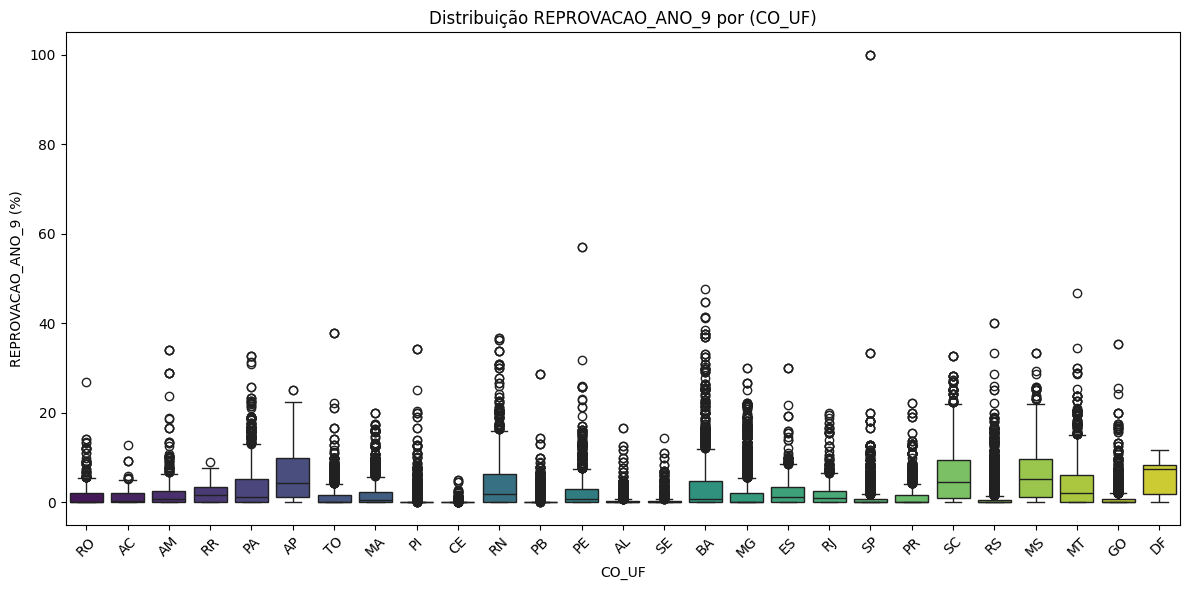 Distribuição REPROVACAO_ANO_9 por (CO_UF)
REPROVACAO_ANO_9 (%)
100
80
60
40
20
0
RO AC AM RR PA AP TO MA PI CE RN PB PE AL SE BA MG ES RJ SP PR SC RS MS MT GO DF
CO_UF